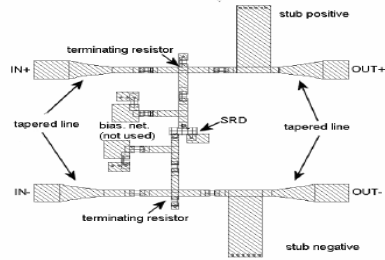 stub positive
terminating resistor
IN+
OUT+
tapered line
bias. net.
(not used)
SRD
tapered line
IN-
OUT-
terminating resistor
stub negative